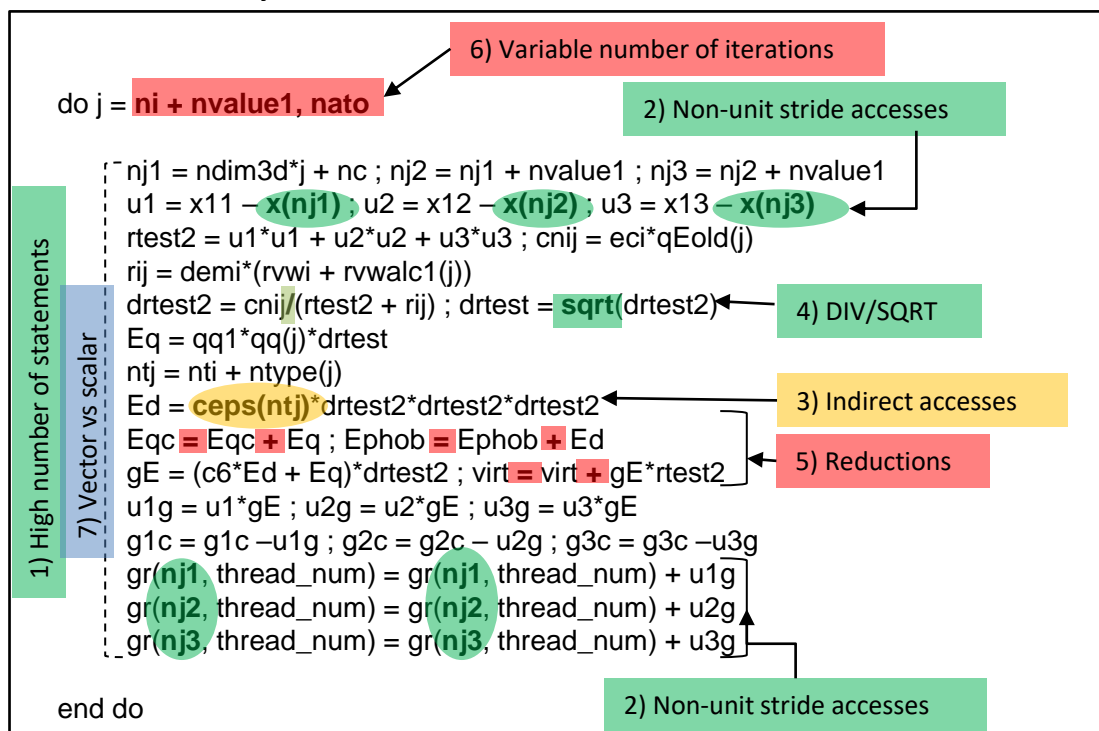 6) Variable number of iterations
do j = ni + nvalue1, nato
2) Non-unit stride accesses
nj1 = ndim3d*j + nc ; nj2 = nj1 + nvalue1 ; nj3 = nj2 + nvalue1
u1 = x11 – x(nj1) ; u2 = x12 – x(nj2) ; u3 = x13 – x(nj3)
rtest2 = u1*u1 + u2*u2 + u3*u3 ; cnij = eci*qEold(j)
rij = demi*(rvwi + rvwalc1(j))
drtest2 = cnij/(rtest2 + rij) ; drtest = sqrt(drtest2)
4) DIV/SQRT
Eq = qq1*qq(j)*drtest
ntj = nti + ntype(j)
Ed = ceps(ntj)*drtest2*drtest2*drtest2
3) Indirect accesses
Eqc = Eqc + Eq ; Ephob = Ephob + Ed
gE = (c6*Ed + Eq)*drtest2 ; virt = virt + gE*rtest2
5) Reductions
u1g = u1*gE ; u2g = u2*gE ; u3g = u3*gE
g1c = g1c –u1g ; g2c = g2c – u2g ; g3c = g3c –u3g
gr(nj1, thread_num) = gr(nj1, thread_num) + u1g
gr(nj2, thread_num) = gr(nj2, thread_num) + u2g
gr(nj3, thread_num) = gr(nj3, thread_num) + u3g
2) Non-unit stride accesses
end do
1) High number of statements
7) Vector vs scalar